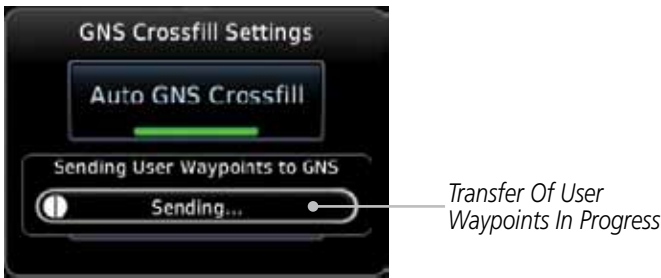 GNS Crossfill Settings
Auto GNS Crossfill
Sending User Waypoints to GNS
Sending...
Transfer Of User
Waypoints In Progress